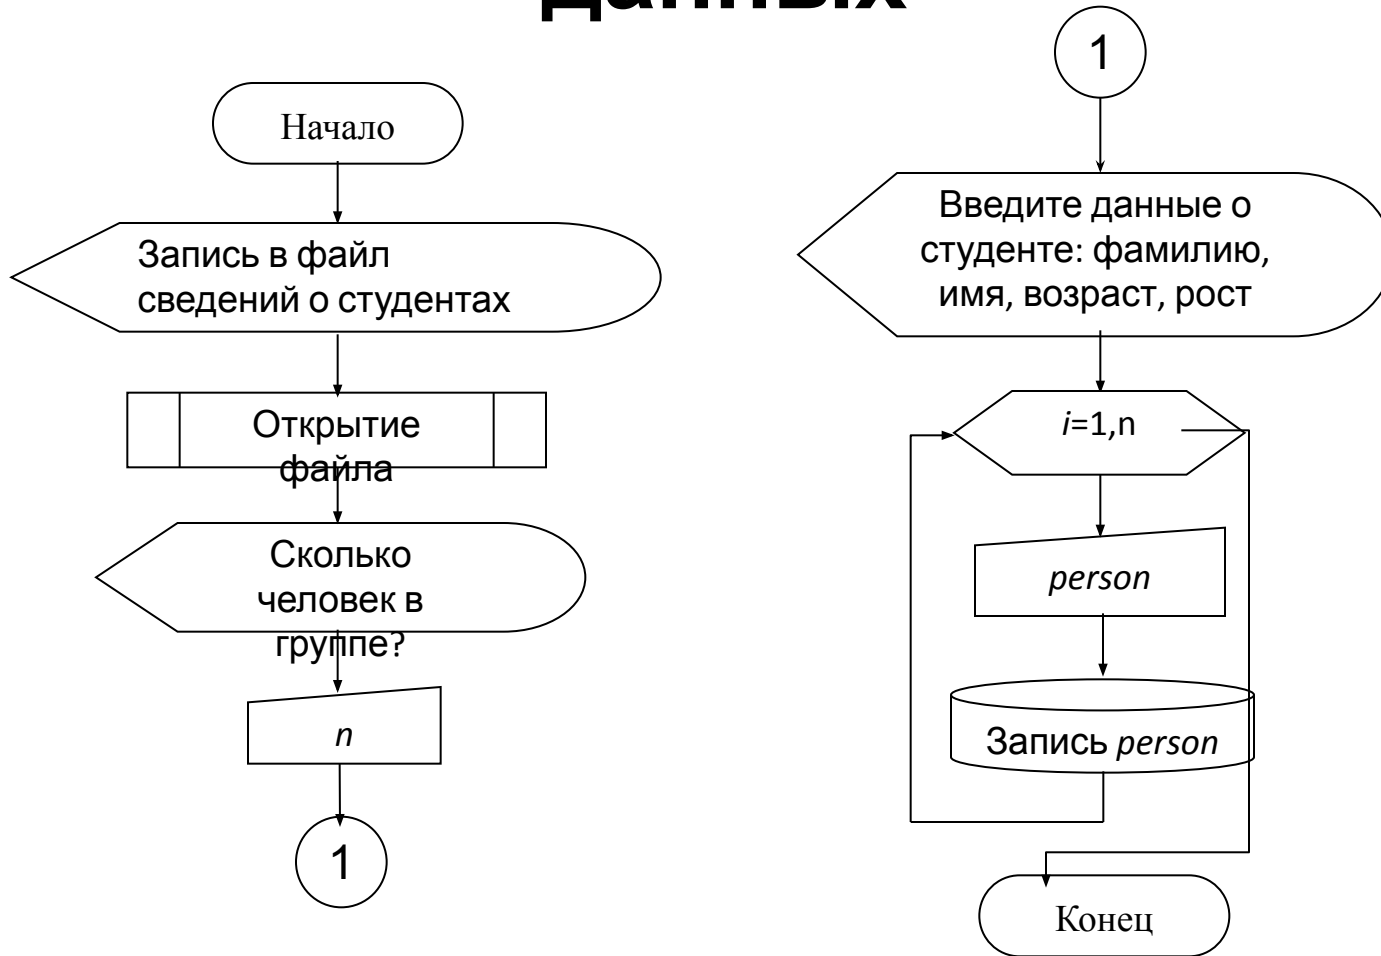 данных
Начало
Запись в файл
сведений о студентах
Открытие
файла
Сколько
человек в
группе?
n
1
1
Введите данные о
студенте: фамилию,
имя, возраст, рост
i=1,n
person
Запись person
Конец